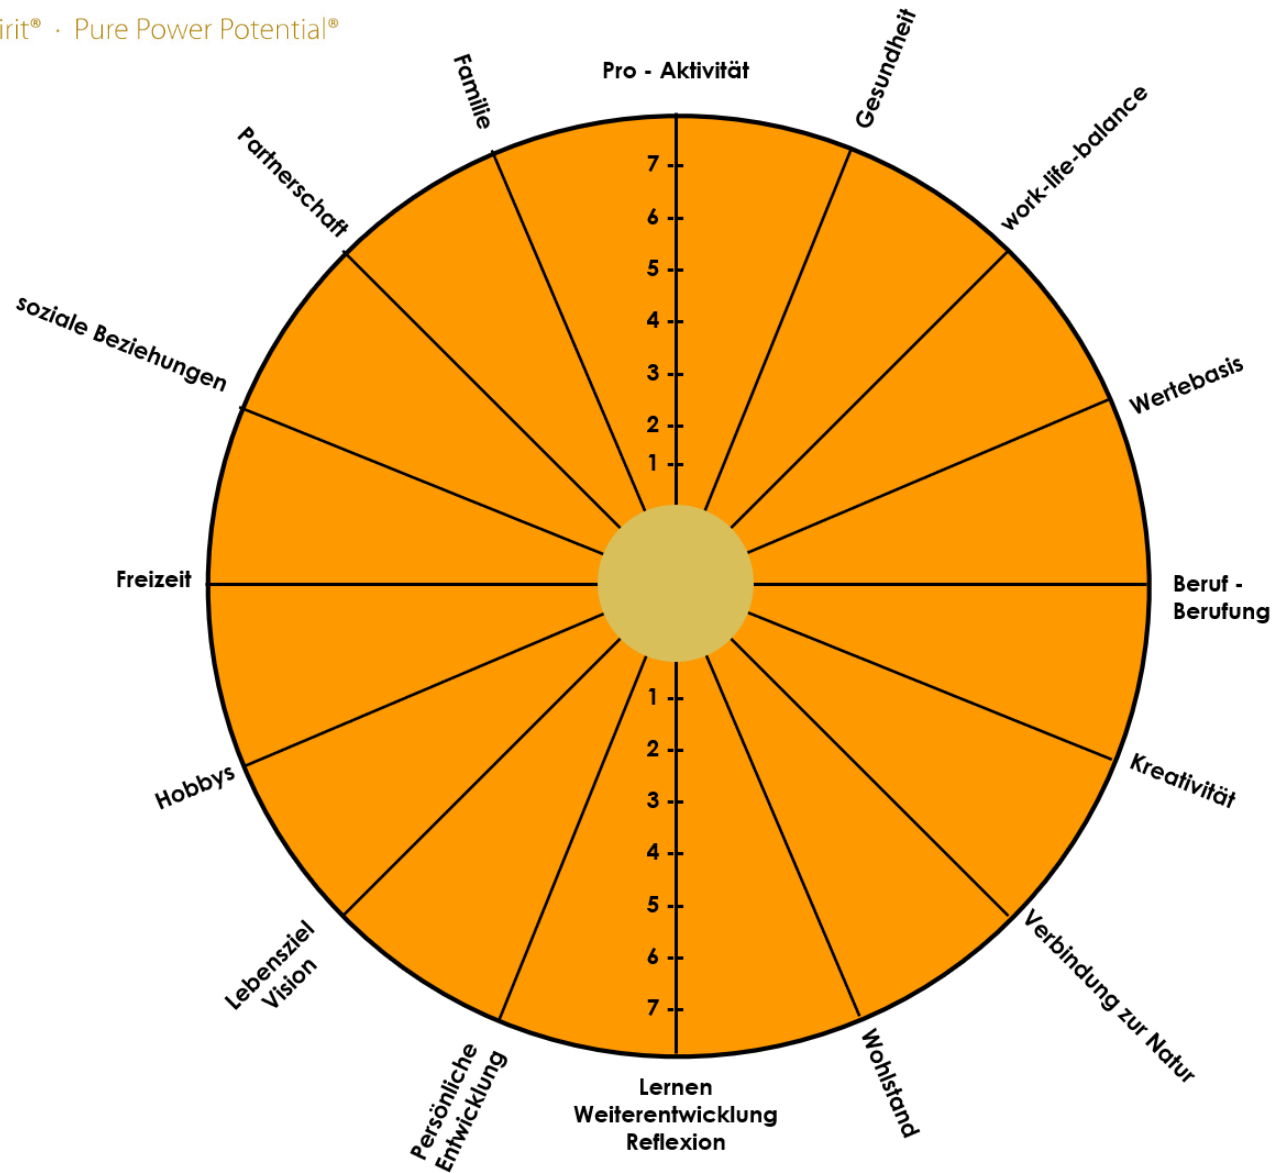 irit® · Pure Power Potential®
Pro - Aktivität
Gesundheit
work-life-balance
Wertebasis
Beruf -
Berufung
Kreativität
Verbindung zur Natur
Wohlstand
Lernen
Weiterentwicklung
Reflexion
Persönliche
Entwicklung
Lebensziel
Vision
Hobbys
Freizeit
soziale Beziehungen
Partnerschaft
Familie
7
6
5
4
3
2
1
1
2
3
4
5
6
7